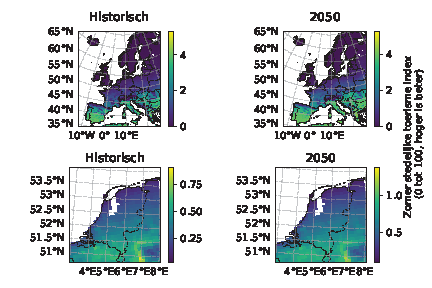 Historisch
2050
65°N
60°N
55°N
50°N
45°N
40°N
35°N
10°W 0° 10°E
4
2
0
65°N
60°N
55°N
50°N
45°N
40°N
35°N
10°W 0° 10°E
4
2
0
Zomer stedelijke toerisme index
(0 tot 100, hoger is beter)
Historisch
2050
53.5°N
53°N
52.5°N
52°N
51.5°N
51°N
4°E5°E6°E7°E8°E
0.75
0.50
0.25
53.5°N
53°N
52.5°N
52°N
51.5°N
51°N
4°E5°E6°E7°E8°E
1.0
0.5